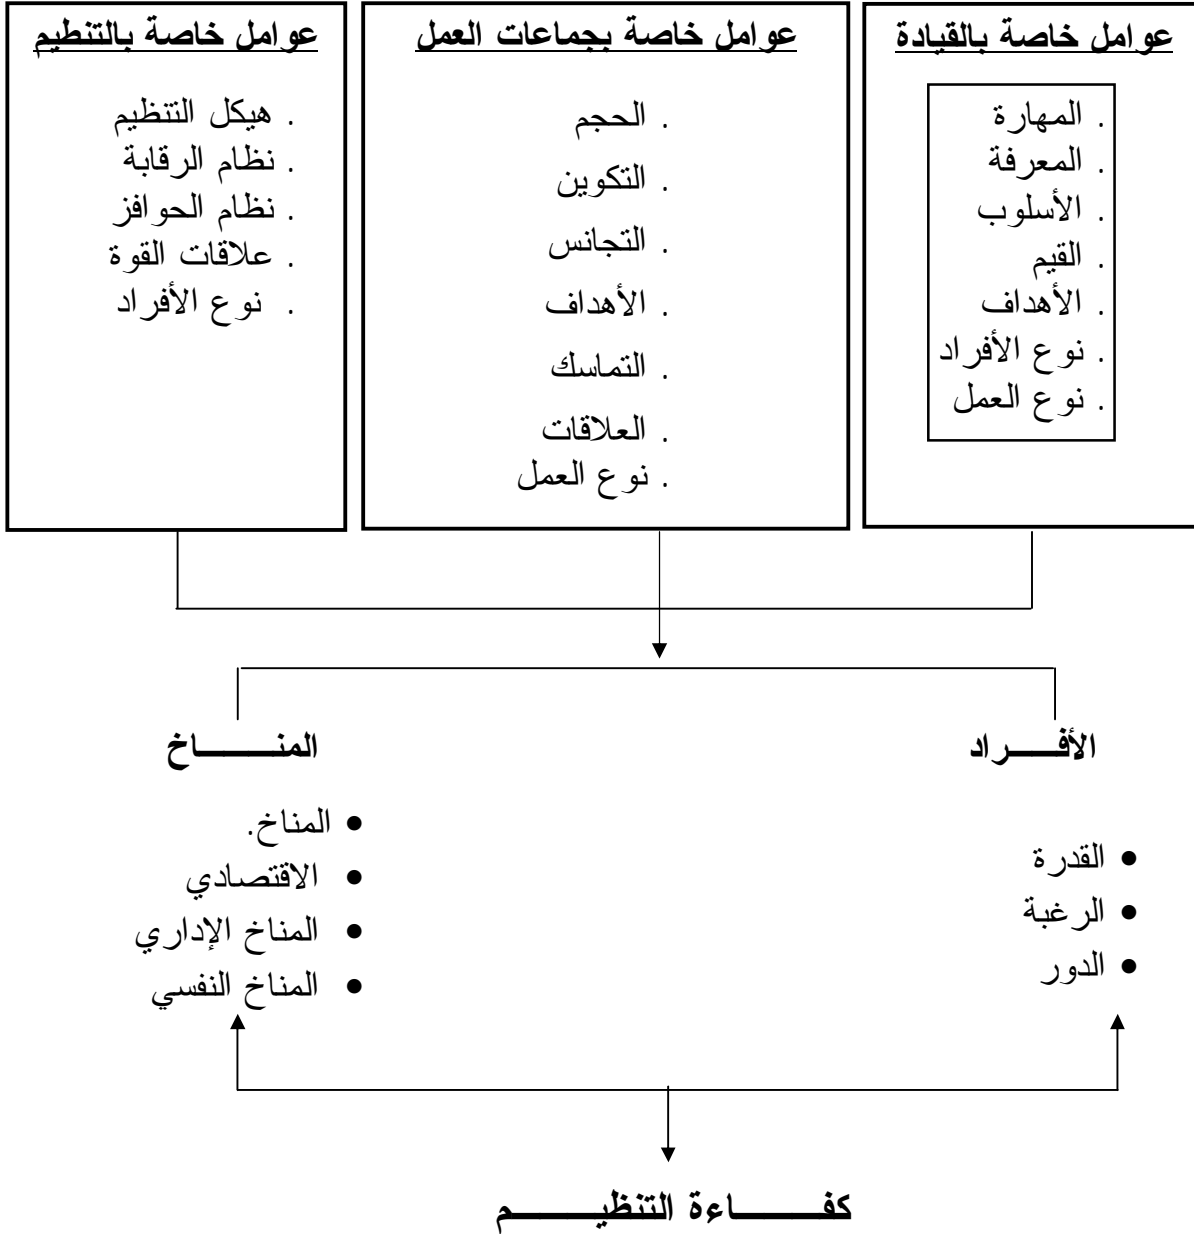 عوامل خاصة بالقيادة
. المهارة
. المعرفة
. الأسلوب
. القيم
. الأهداف
. نوع الأفراد
. نوع العمل
عوامل خاصة بجماعات العمل
. الحجم
. التكوين
. التجانس
. الأهداف
. التماسك
. العلاقات
. نوع العمل
عوامل خاصة بالتنظيم
. هيكل التنظيم
. نظام الرقابة
. نظام الحوافز
. علاقات القوة
. نوع الأفراد
الأفـــراد
• القدرة
• الرغبة
• الدور
المنـــــاخ
• المناخ.
• الاقتصادي
• المناخ الإداري
• المناخ النفسي
كفـــــاءة التنظيـــــم